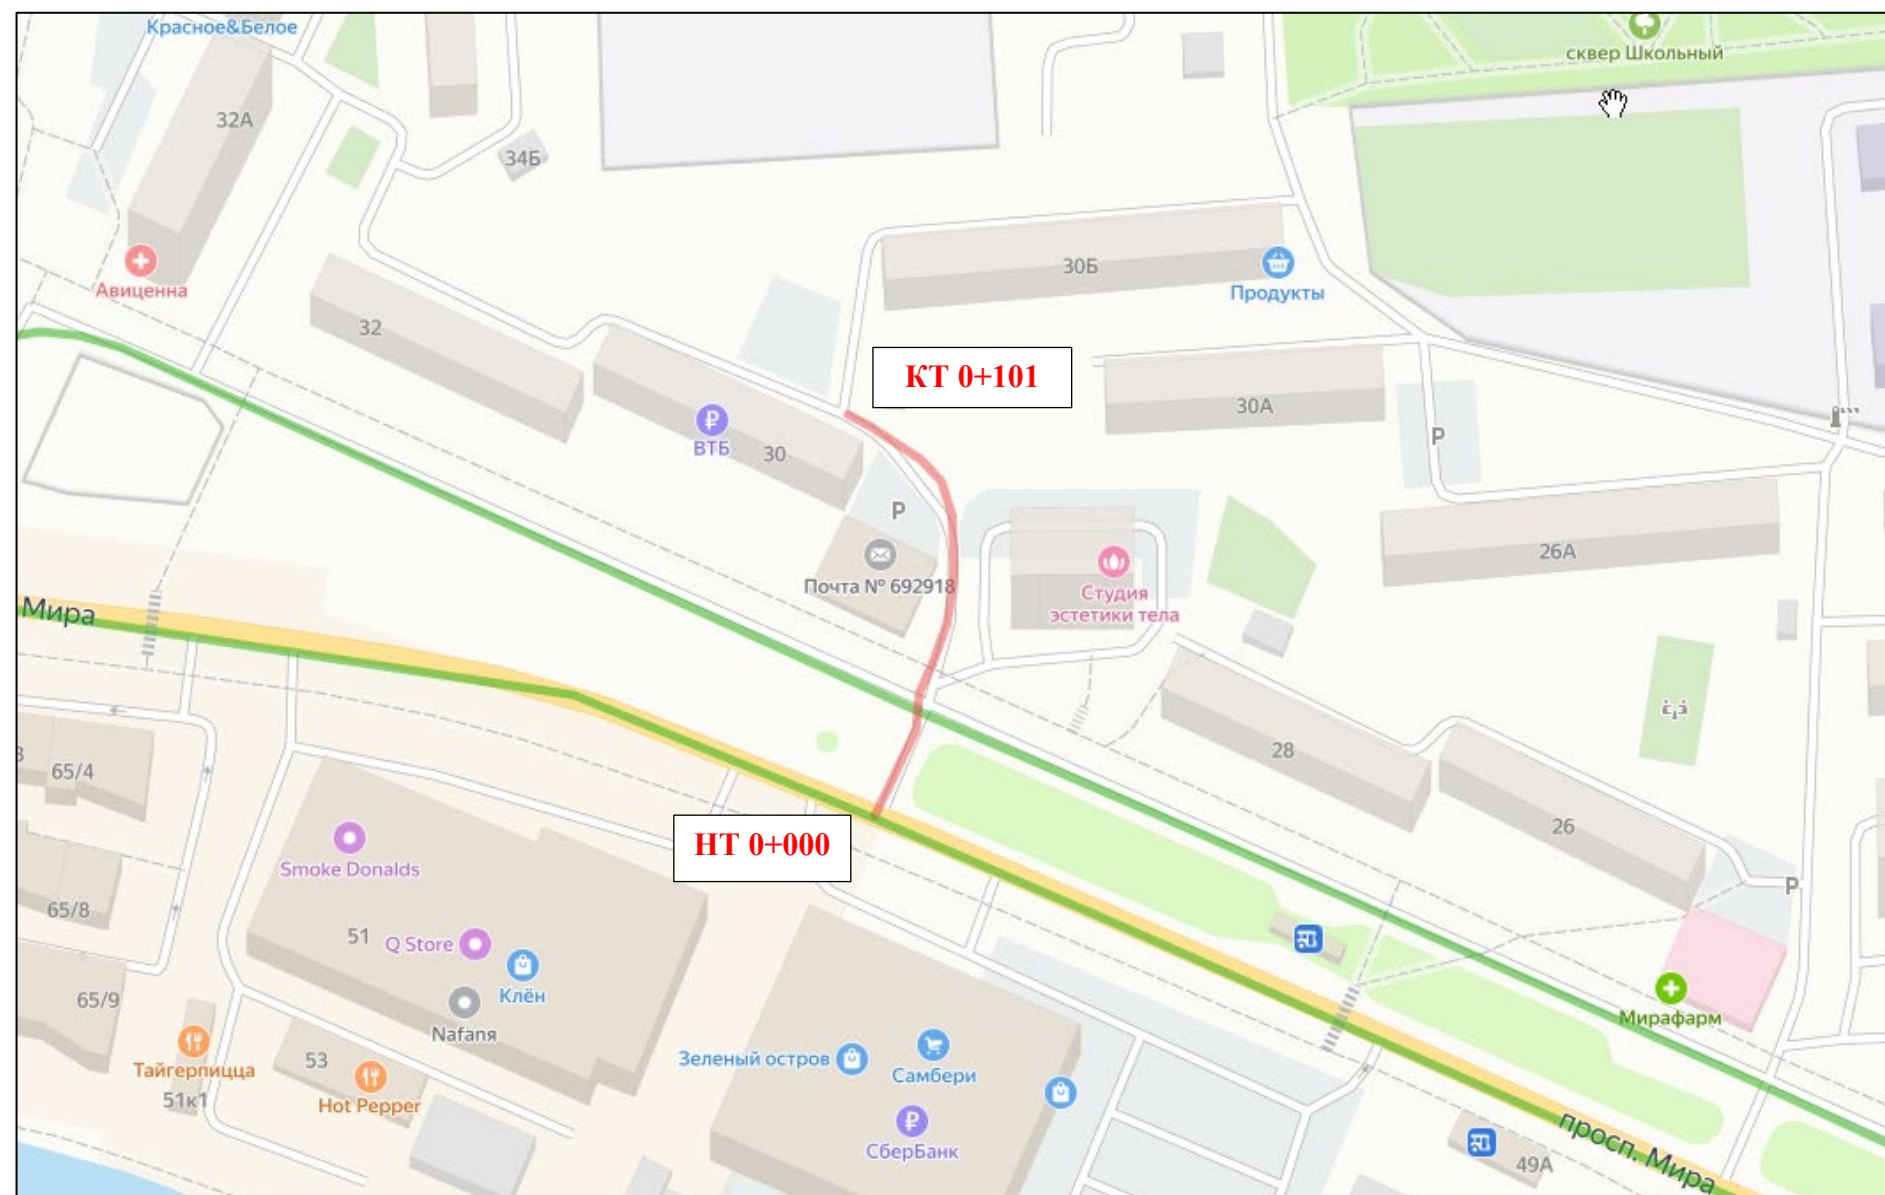 Красное&Белое
сквер Школьный
32А
34Б
Авиценна
30Б
Продукты
32
КТ 0+101
30А
P
ВТБ
30
P
26А
Почта № 692918
Студия
эстетики тела
Мира
28
65/4
26
НТ 0+000
Smoke Donalds
P
65/8
51
Q Store
Клён
65/9
Nafаня
Мирафарм
Зеленый остров
Самбери
Тайгерпицца
53
51к1
Hot Pepper
СберБанк
просп. Мира
49А